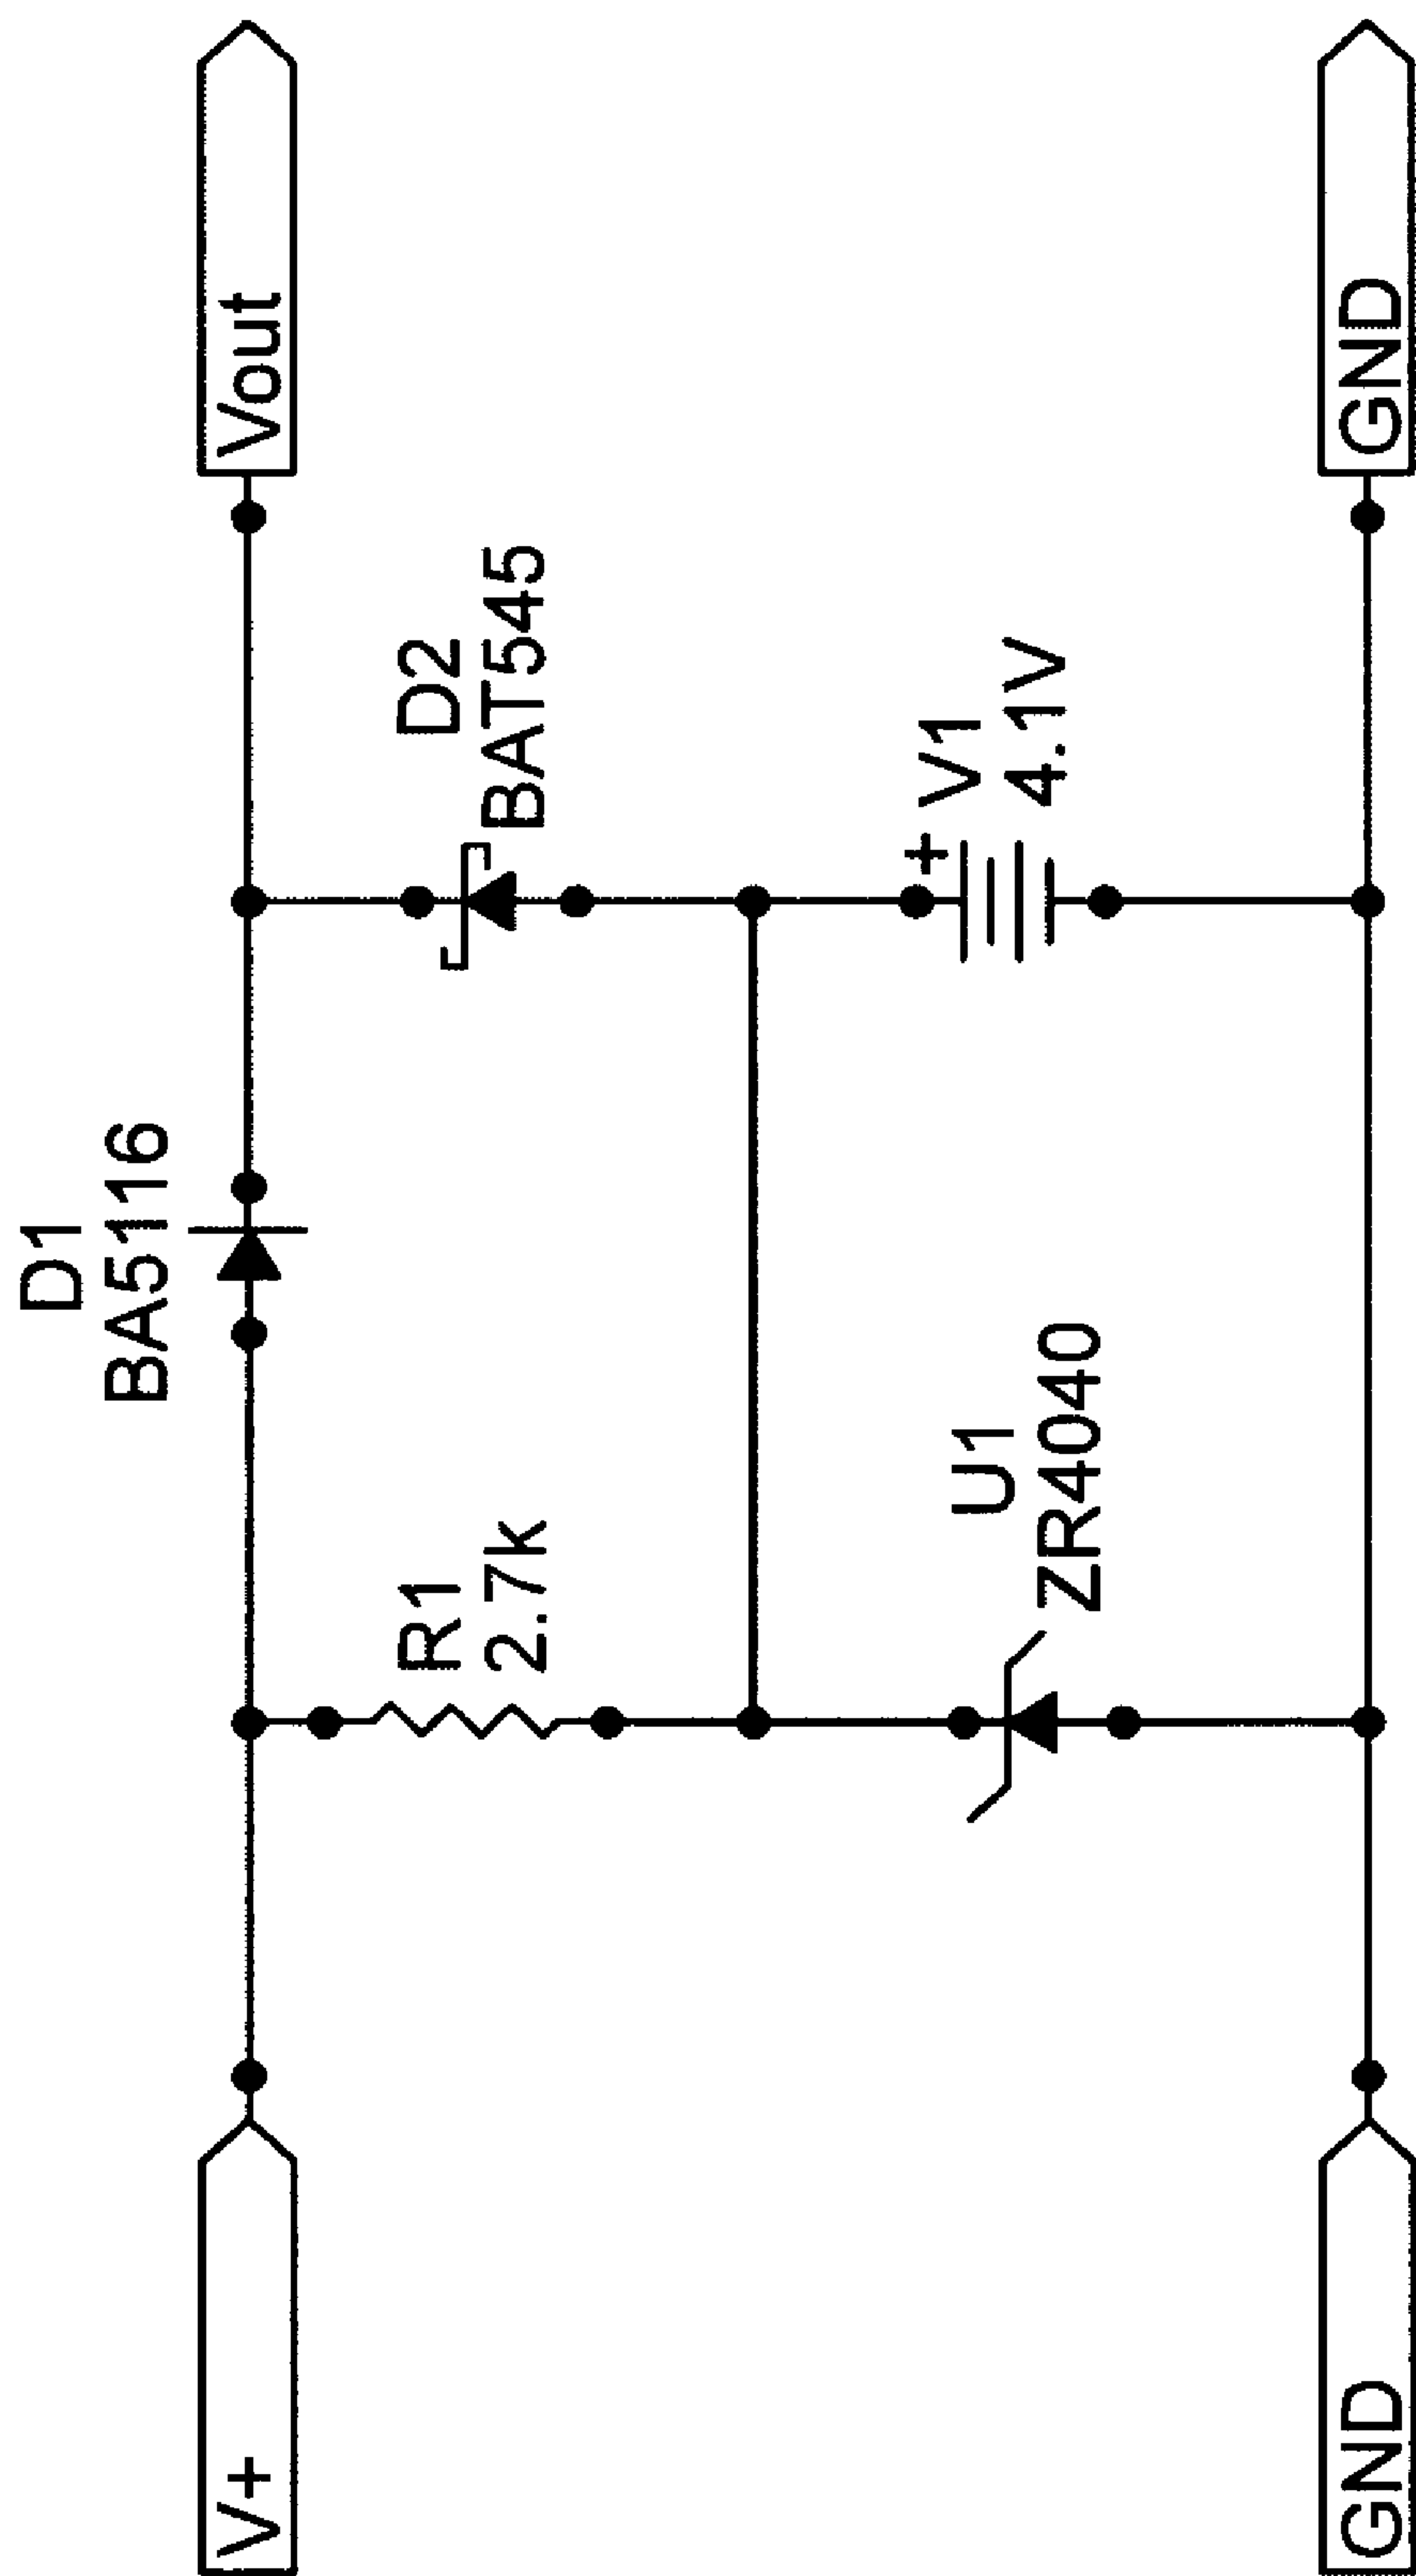 D1
BA5116
V+
Vout
R1
2.7k
D2
BAT545
U1
ZR4040
+
V1
4.1V
GND
GND